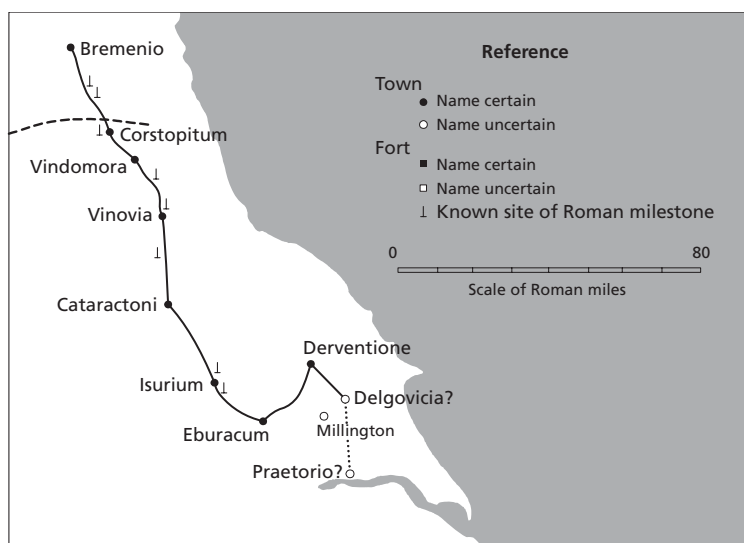 Bremenio
Corstopitum
Vindomora
Vinovia
Cataractoni
Derventione
Isurium
Delgovicia?
Eburacum
Millington
Praetorio?
Reference
Town
Name certain
Name uncertain
Fort
Name certain
Name uncertain
Known site of Roman milestone
0 80
Scale of Roman miles